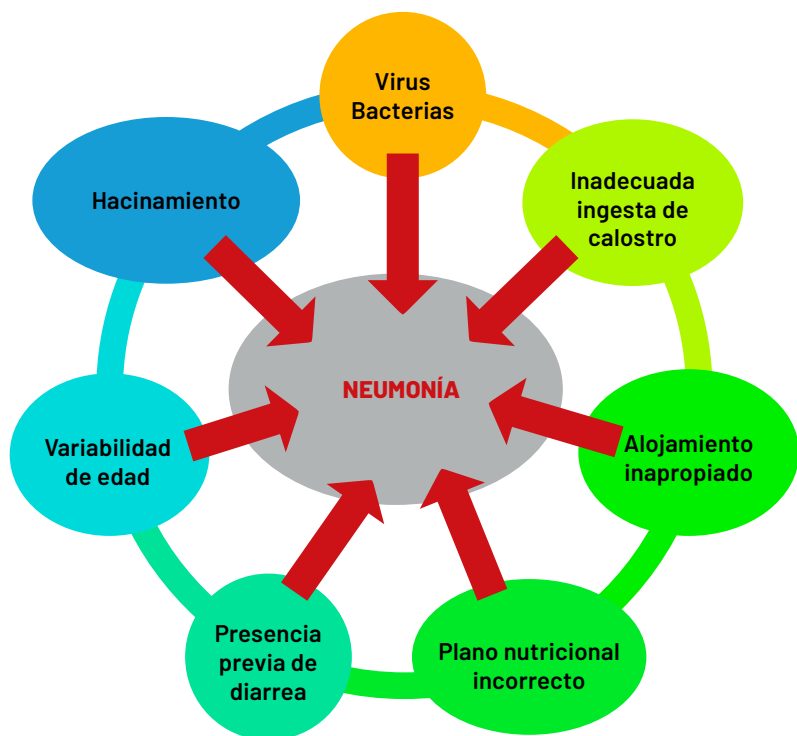 Virus
Bacterias
Hacinamiento
Inadecuada
ingesta de
calostro
NEUMONÍA
Variabilidad
de edad
Alojamiento
inapropiado
Presencia
previa de
diarrea
Plano nutricional
incorrecto